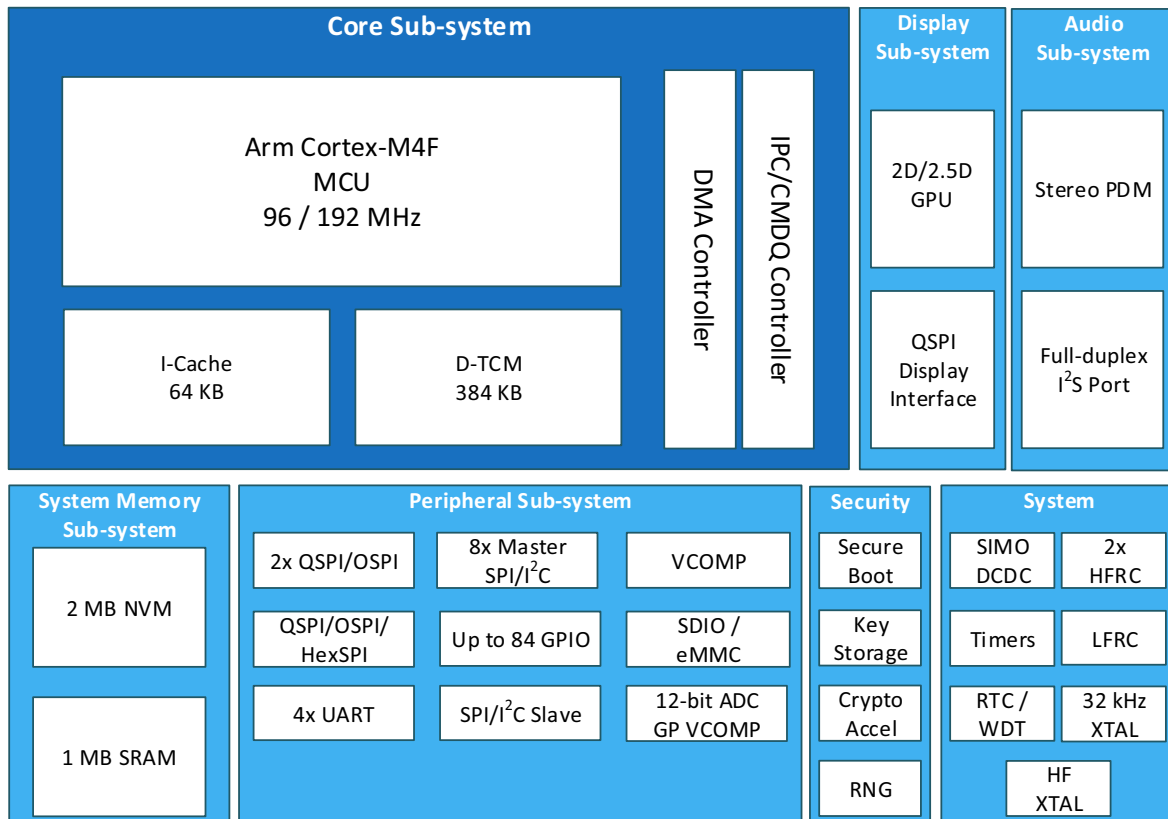 Core Sub-system
Arm Cortex-M4F
MCU
96 / 192 MHz
I-Cache
64 KB
D-TCM
384 KB
DMA Controller
IPC/CMDQ Controller
Display
Sub-system
2D/2.5D
GPU
QSPI
Display
Interface
Audio
Sub-system
Stereo PDM
Full-duplex
I²S Port
System Memory
Sub-system
2 MB NVM
1 MB SRAM
Peripheral Sub-system
2x QSPI/OSPI
8x Master
SPI/I²C
VCOMP
QSPI/OSPI/
HexSPI
Up to 84 GPIO
SDIO /
eMMC
4x UART
SPI/I²C Slave
12-bit ADC
GP VCOMP
Security
Secure
Boot
Key
Storage
Crypto
Accel
RNG
System
SIMO
DCDC
2x
HFRC
Timers
LFRC
RTC /
WDT
32 kHz
XTAL
HF
XTAL